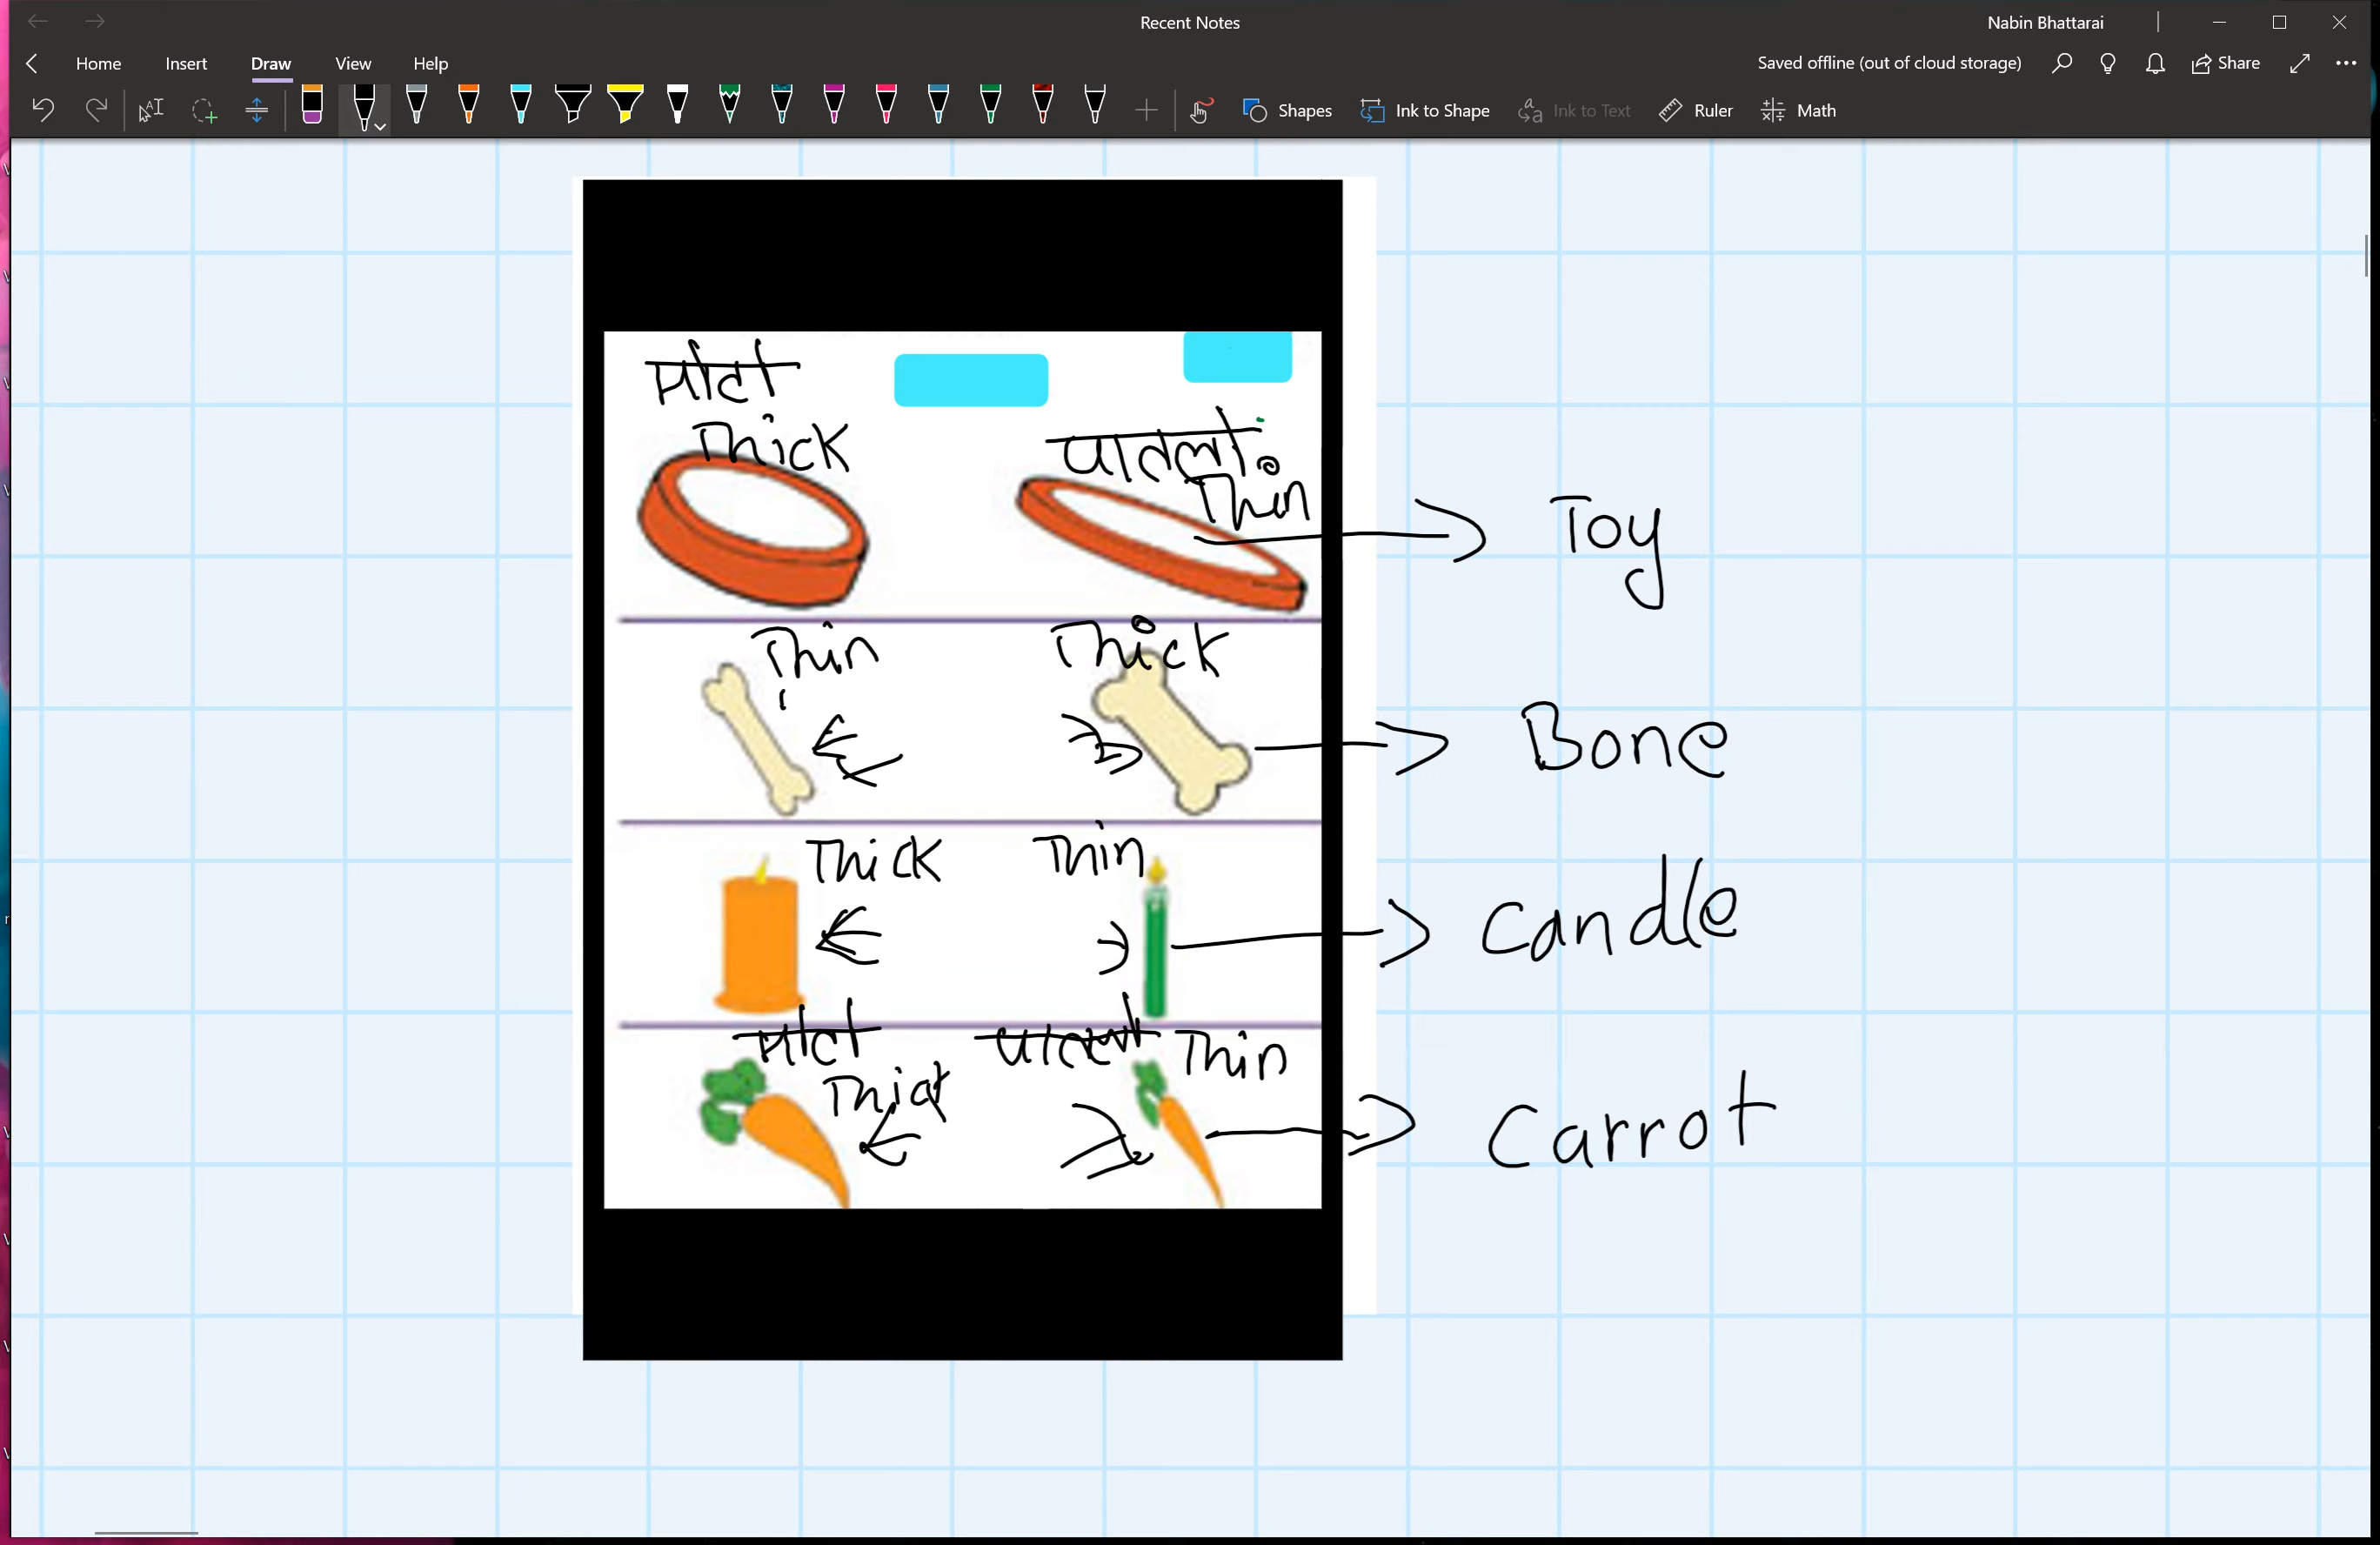 Recent Notes
Nabin Bhattarai
Home Insert Draw View Help
Saved offline (out of cloud storage)
Share
Shapes
Ink to Shape
Ink to Text
Ruler
Math
मोटो
Thick
पातलो
Thin
Toy
Thin
Thick
Bone
Thick
Thin
Candle
मोटो
पातलो
Thin
Carrot